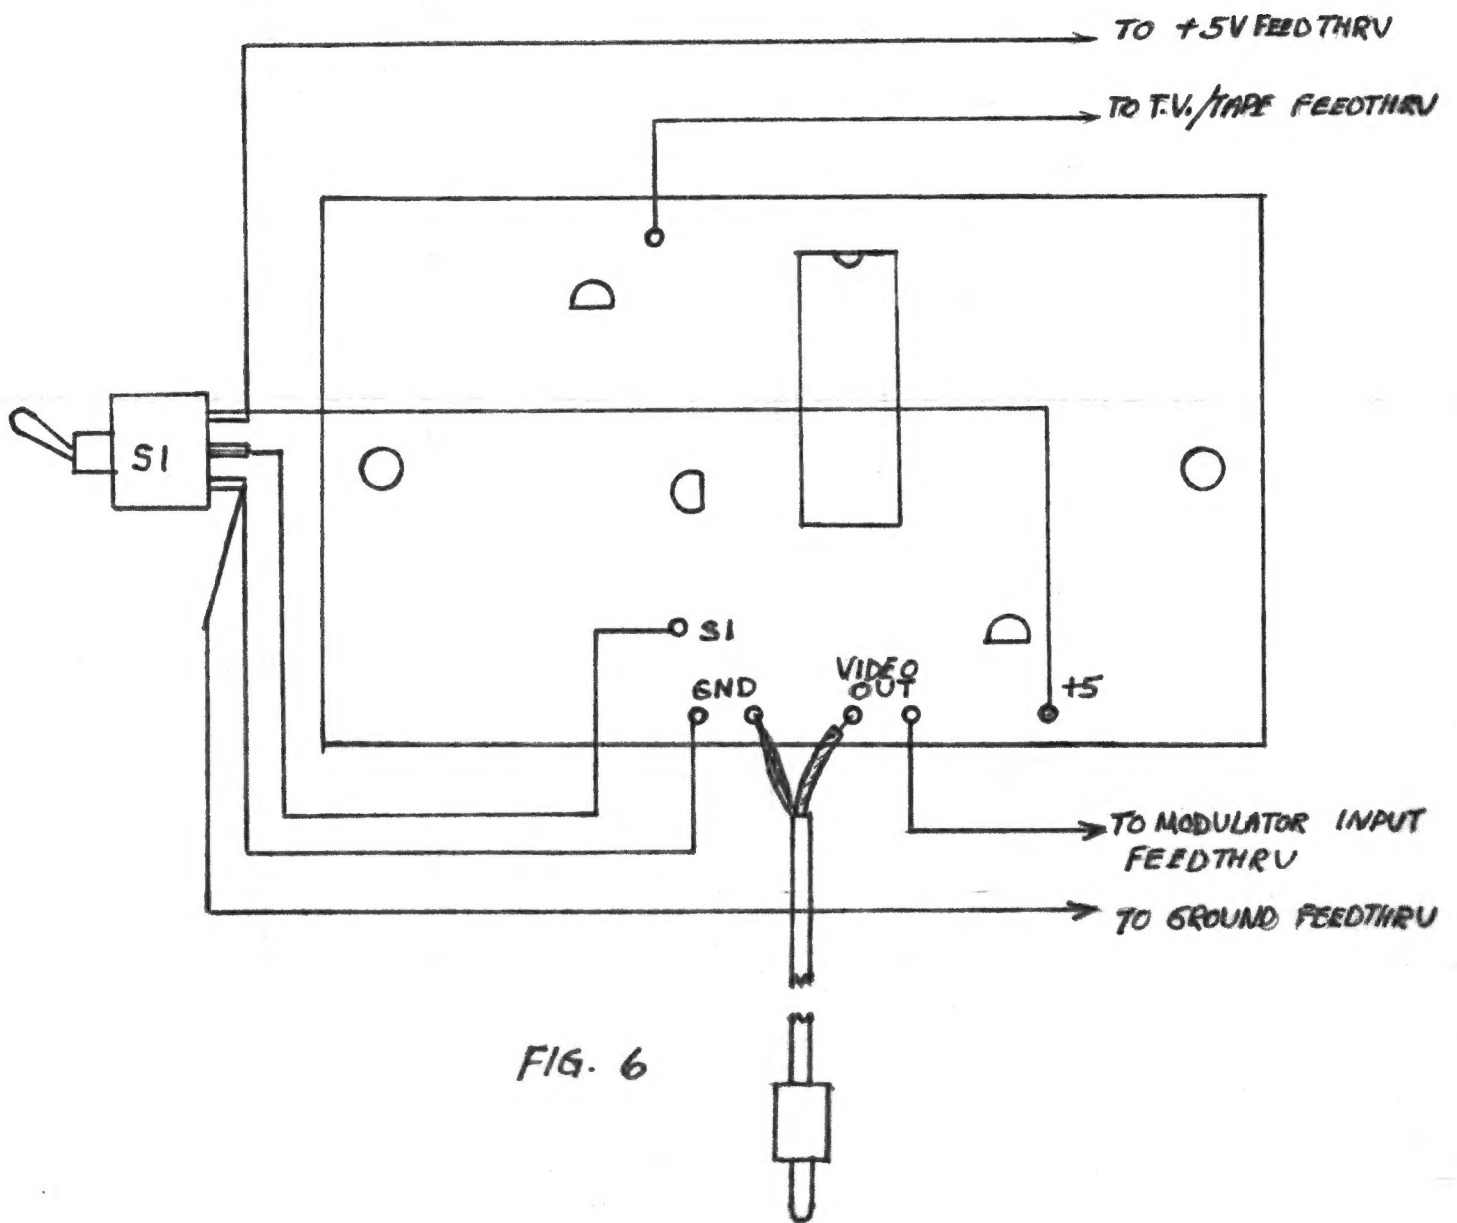 TO +5V FEEDTHRU
TO T.V./TAPE FEEDTHRU
S1
S1
GND
VIDEO
OUT
+5
TO MODULATOR INPUT
FEEDTHRU
TO GROUND FEEDTHRU
FIG. 6